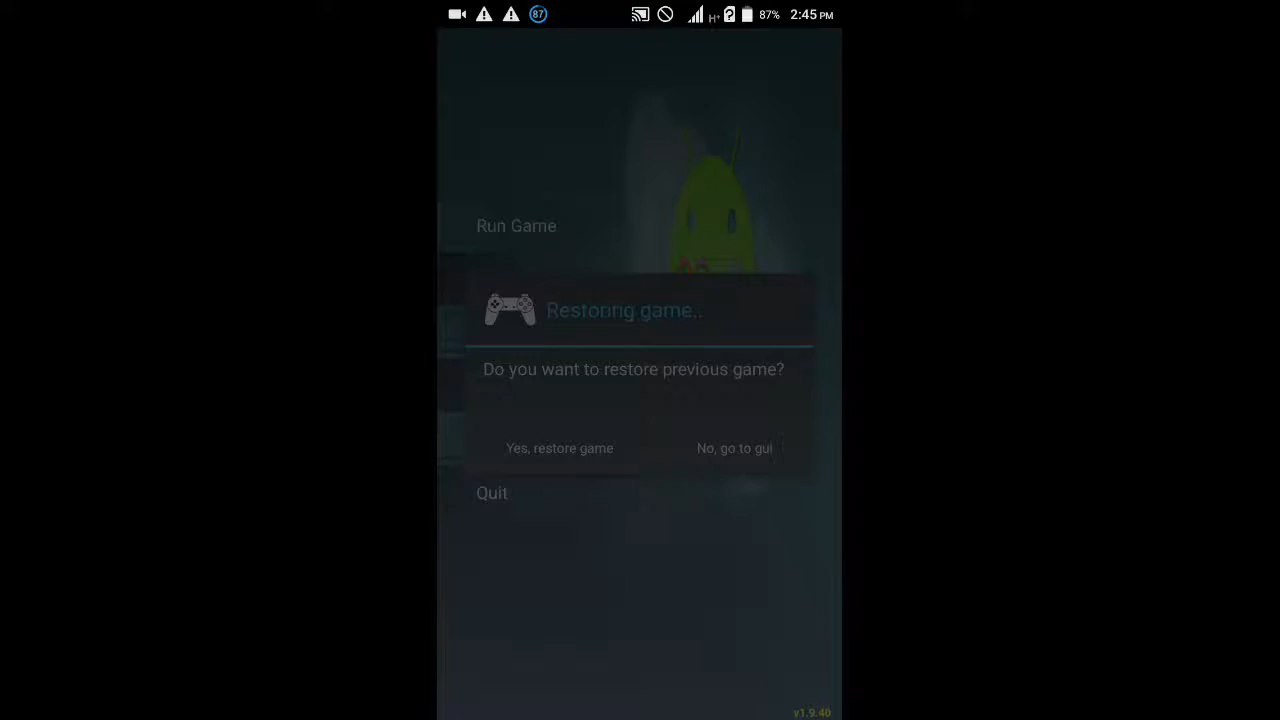 87 H+ ? 87% 2:45 PM
Run Game
Restoring game..
Do you want to restore previous game?
Yes, restore game No, go to gui
Quit
v1.9.40